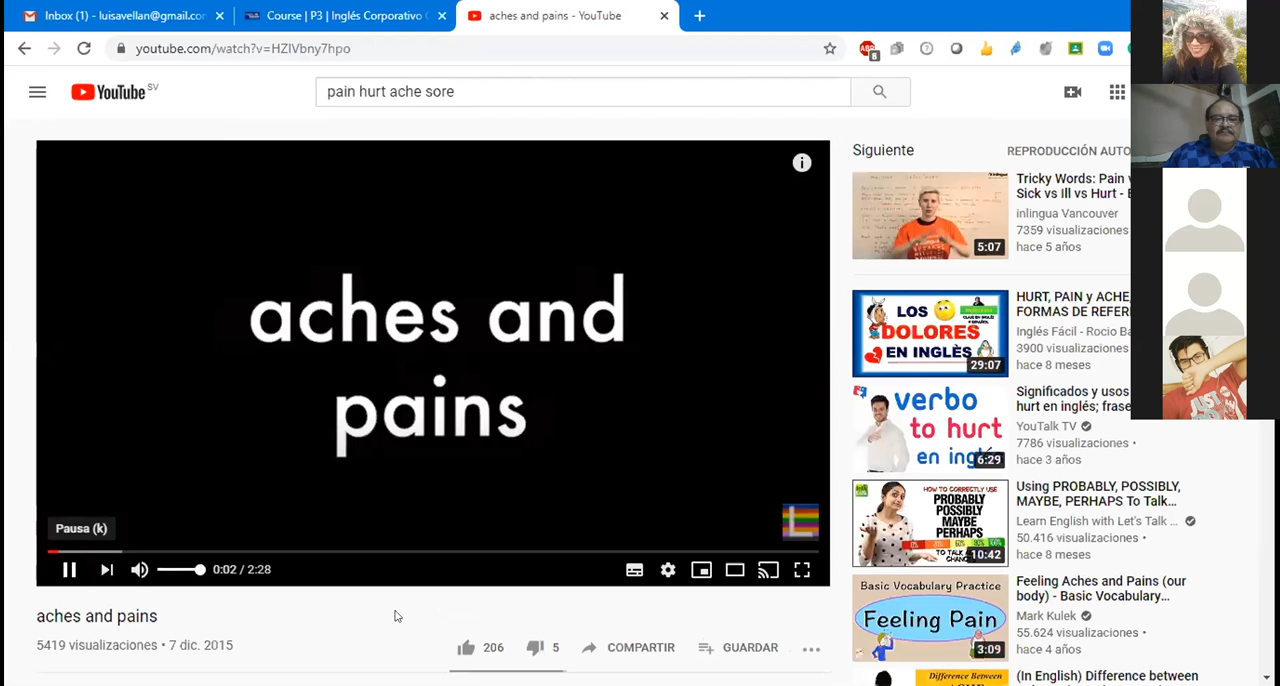 Inbox (1) - luisavellan@gmail.com
Course | P3 | Inglés Corporativo
aches and pains - YouTube
youtube.com/watch?v=HZIVbny7hpo
ABP
8
YouTube SV
pain hurt ache sore
aches and
pains
Pausa (k)
0:02 / 2:28
aches and pains
5419 visualizaciones • 7 dic. 2015
206
5
COMPARTIR
GUARDAR
Siguiente
REPRODUCCIÓN AUTO
Tricky Words: Pain
Sick vs Ill vs Hurt -
inlingua Vancouver
7359 visualizaciones
hace 5 años
5:07
LOS
DOLORES
EN INGLÈS
29:07
HURT, PAIN y ACHE,
FORMAS DE REFER
Inglés Fácil - Rocio Ba
3900 visualizaciones
hace 8 meses
verbo
to hurt
en inglé
6:29
Significados y usos
hurt en inglés; frase
YouTalk TV
7786 visualizaciones •
hace 3 años
HOW TO CORRECTLY USE
PROBABLY
POSSIBLY
MAYBE
PERHAPS
TO TALK
10:42
Using PROBABLY, POSSIBLY,
MAYBE, PERHAPS To Talk...
Learn English with Let's Talk ...
50.416 visualizaciones •
hace 8 meses
Basic Vocabulary Practice
Feeling Pain
3:09
Feeling Aches and Pains (our
body) - Basic Vocabulary...
Mark Kulek
55.624 visualizaciones •
hace 4 años
Difference Between
(In English) Difference between
JUST